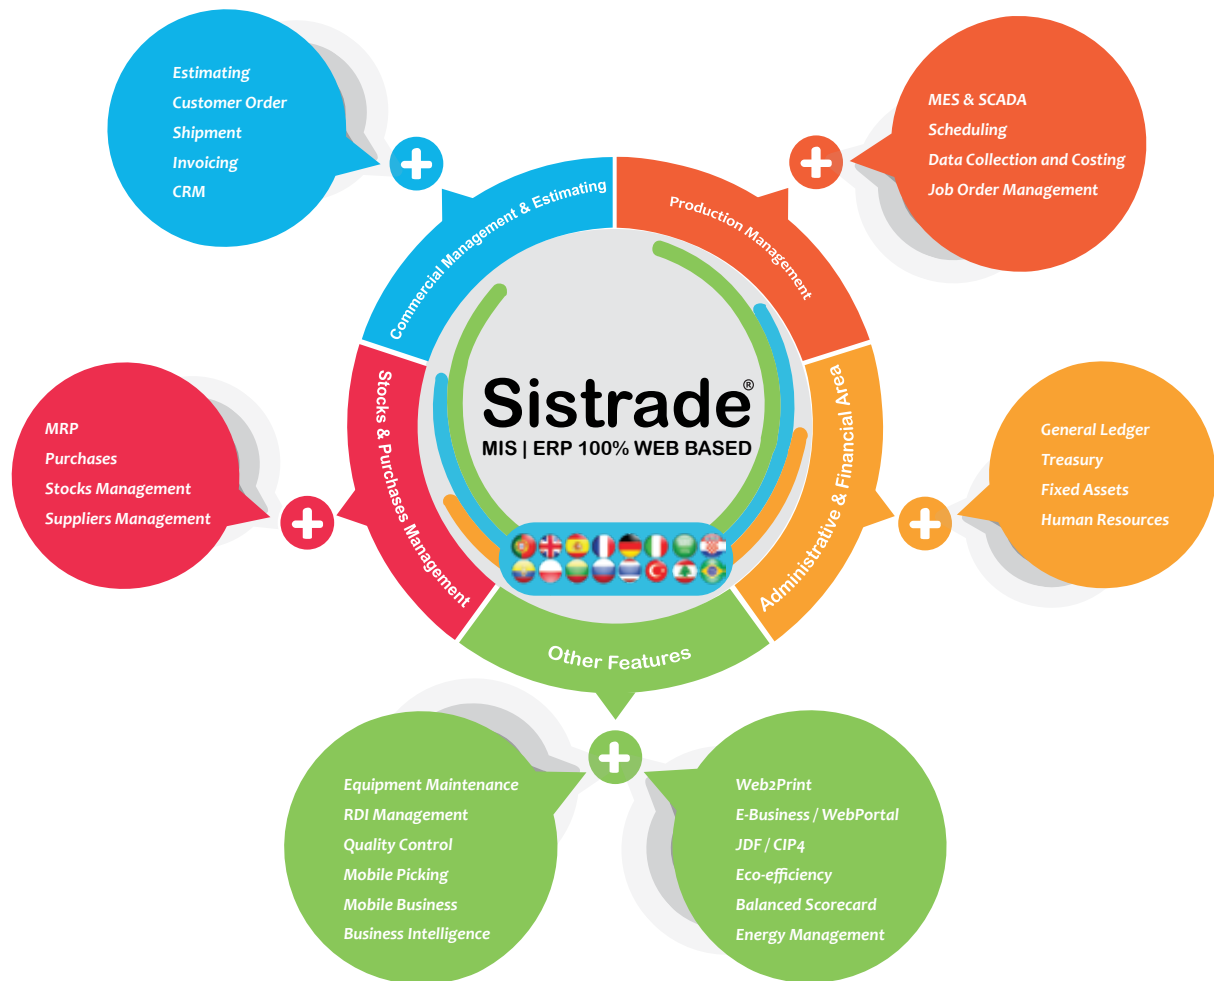 Estimating
Customer Order
Shipment
Invoicing
CRM
MES & SCADA
Scheduling
Data Collection and Costing
Job Order Management
Commercial Management & Estimating
Production Management
Sistrade®
MIS | ERP 100% WEB BASED
Stocks & Purchases Management
Administrative & Financial Area
MRP
Purchases
Stocks Management
Suppliers Management
General Ledger
Treasury
Fixed Assets
Human Resources
Other Features
Equipment Maintenance
RDI Management
Quality Control
Mobile Picking
Mobile Business
Business Intelligence
Web2Print
E-Business / WebPortal
JDF / CIP4
Eco-efficiency
Balanced Scorecard
Energy Management